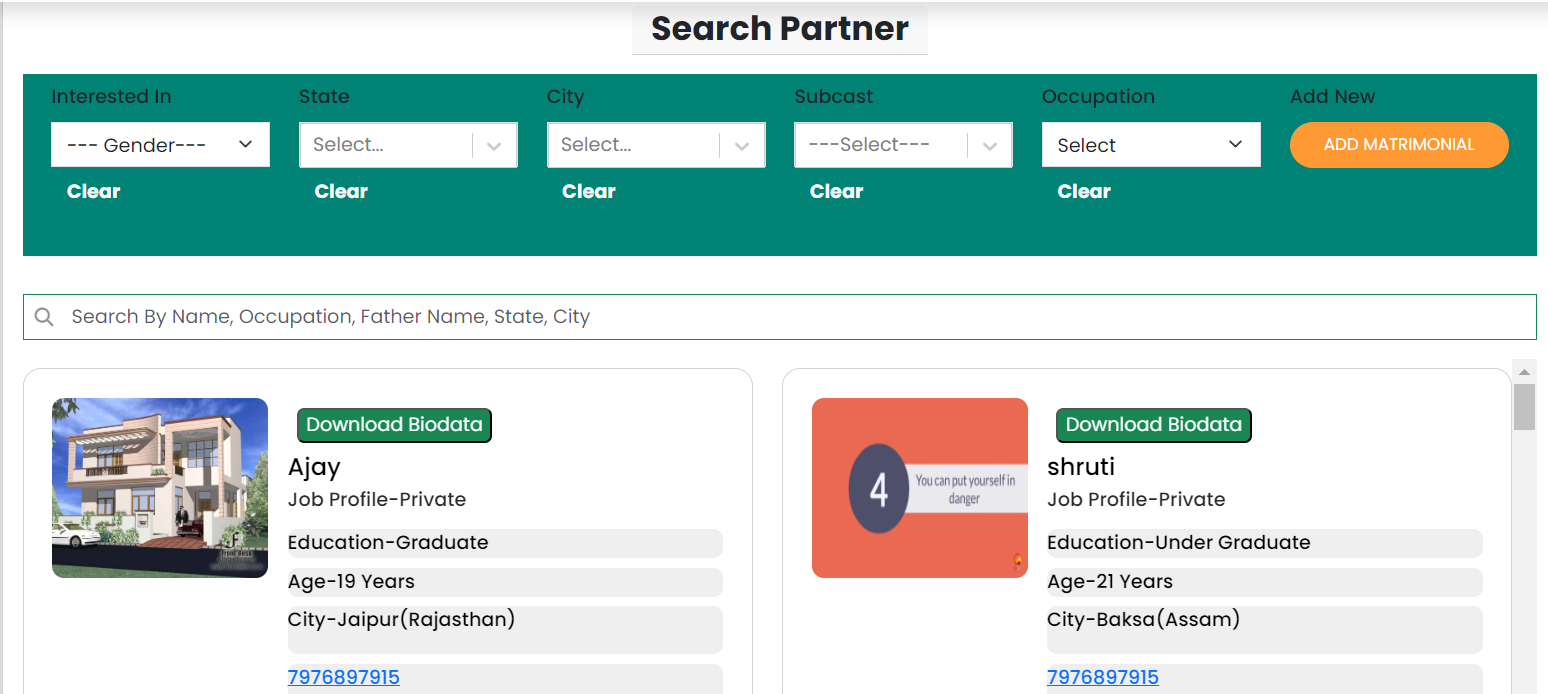 Search Partner
Interested In State City Subcast Occupation Add New
--- Gender--- Select... Select... ---Select--- Select ADD MATRIMONIAL
Clear Clear Clear Clear Clear
Search By Name, Occupation, Father Name, State, City
Download Biodata
Ajay
Job Profile-Private
Education-Graduate
Age-19 Years
City-Jaipur(Rajasthan)
7976897915
4
You can put yourself in
danger
Download Biodata
shruti
Job Profile-Private
Education-Under Graduate
Age-21 Years
City-Baksa(Assam)
7976897915